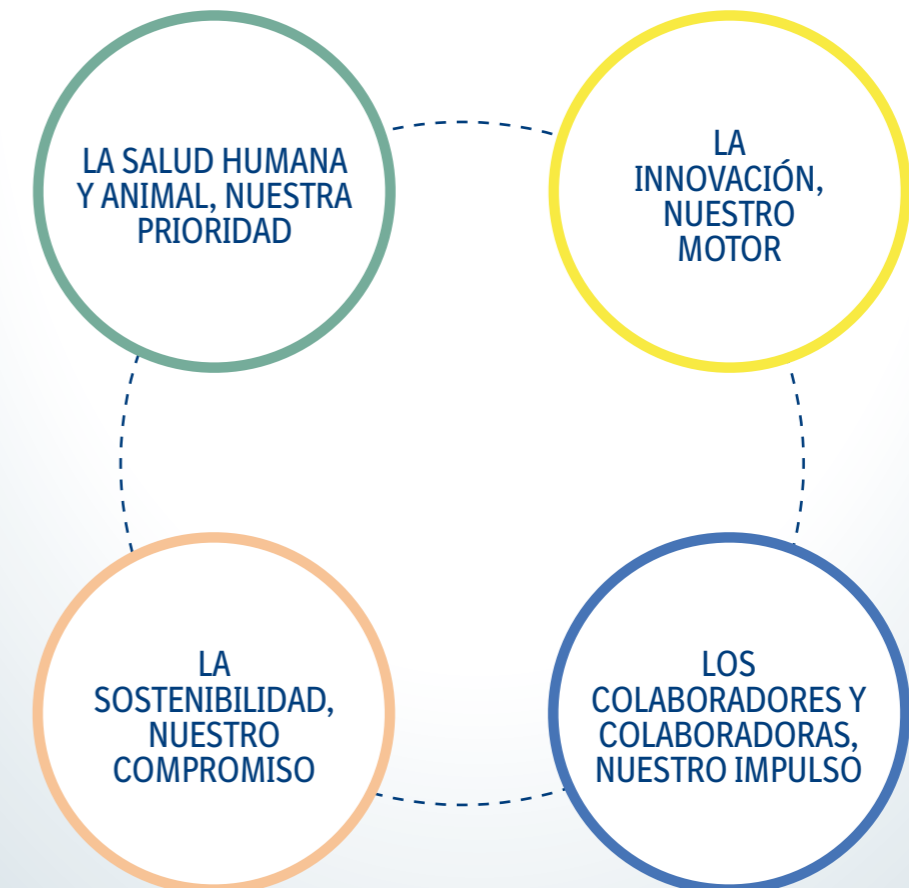 LA SALUD HUMANA
Y ANIMAL, NUESTRA
PRIORIDAD
LA
INNOVACIÓN,
NUESTRO
MOTOR
LA
SOSTENIBILIDAD,
NUESTRO
COMPROMISO
LOS
COLABORADORES Y
COLABORADORAS,
NUESTRO IMPULSO